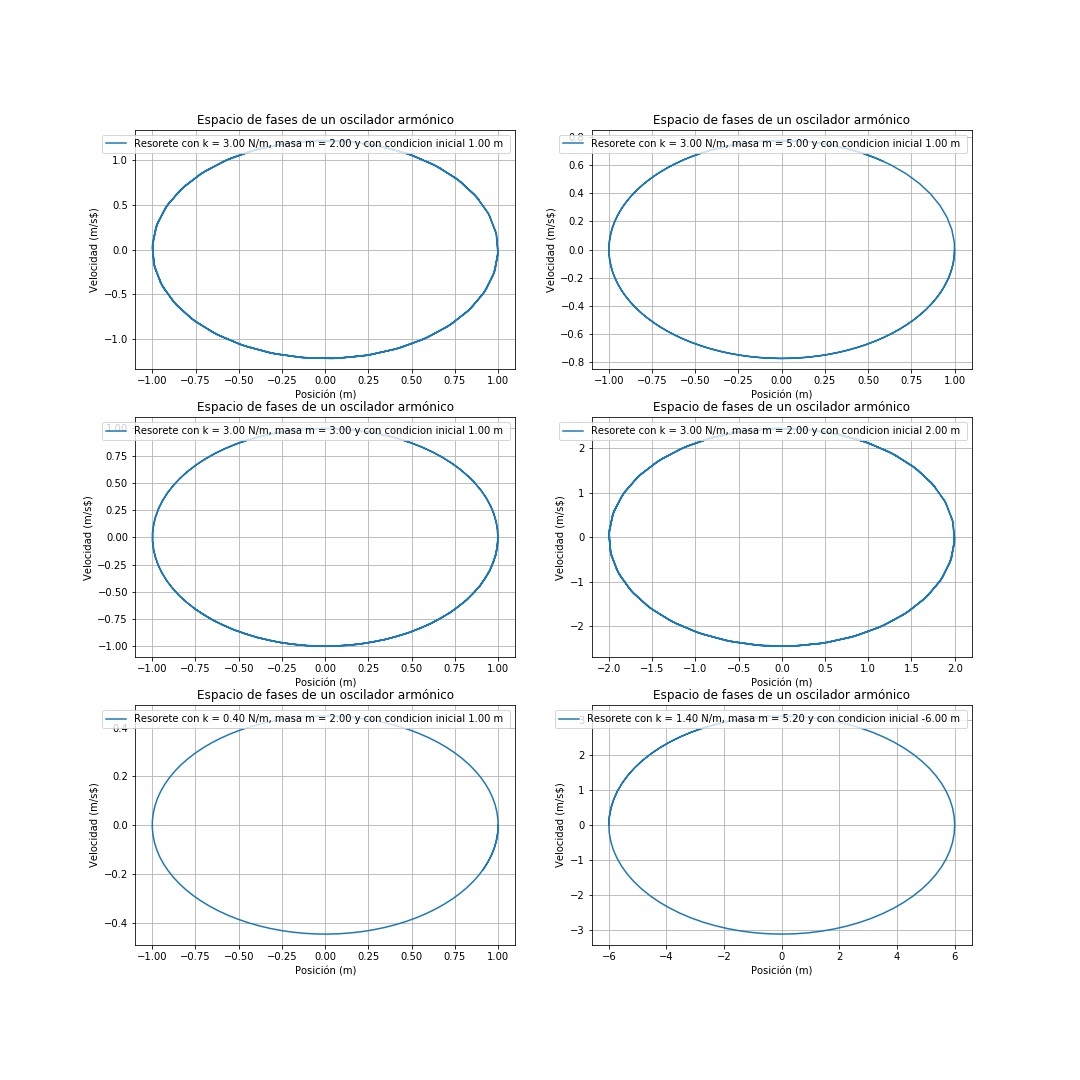 Espacio de fases de un oscilador armónico
Resorete con k = 3.00 N/m, masa m = 2.00 y con condicion inicial 1.00 m
1.0
0.5
0.0
−0.5
−1.0
Velocidad (m/s$)
−1.00 −0.75 −0.50 −0.25 0.00 0.25 0.50 0.75 1.00
Posición (m)
Espacio de fases de un oscilador armónico
Resorete con k = 3.00 N/m, masa m = 5.00 y con condicion inicial 1.00 m
0.8
0.6
0.4
0.2
0.0
−0.2
−0.4
−0.6
−0.8
Velocidad (m/s$)
−1.00 −0.75 −0.50 −0.25 0.00 0.25 0.50 0.75 1.00
Posición (m)
Espacio de fases de un oscilador armónico
Resorete con k = 3.00 N/m, masa m = 3.00 y con condicion inicial 1.00 m
1.00
0.75
0.50
0.25
0.00
−0.25
−0.50
−0.75
−1.00
Velocidad (m/s$)
−1.00 −0.75 −0.50 −0.25 0.00 0.25 0.50 0.75 1.00
Posición (m)
Espacio de fases de un oscilador armónico
Resorete con k = 3.00 N/m, masa m = 2.00 y con condicion inicial 2.00 m
2
1
0
−1
−2
Velocidad (m/s$)
−2.0 −1.5 −1.0 −0.5 0.0 0.5 1.0 1.5 2.0
Posición (m)
Espacio de fases de un oscilador armónico
Resorete con k = 0.40 N/m, masa m = 2.00 y con condicion inicial 1.00 m
0.4
0.2
0.0
−0.2
−0.4
Velocidad (m/s$)
−1.00 −0.75 −0.50 −0.25 0.00 0.25 0.50 0.75 1.00
Posición (m)
Espacio de fases de un oscilador armónico
Resorete con k = 1.40 N/m, masa m = 5.20 y con condicion inicial -6.00 m
3
2
1
0
−1
−2
−3
Velocidad (m/s$)
−6 −4 −2 0 2 4 6
Posición (m)